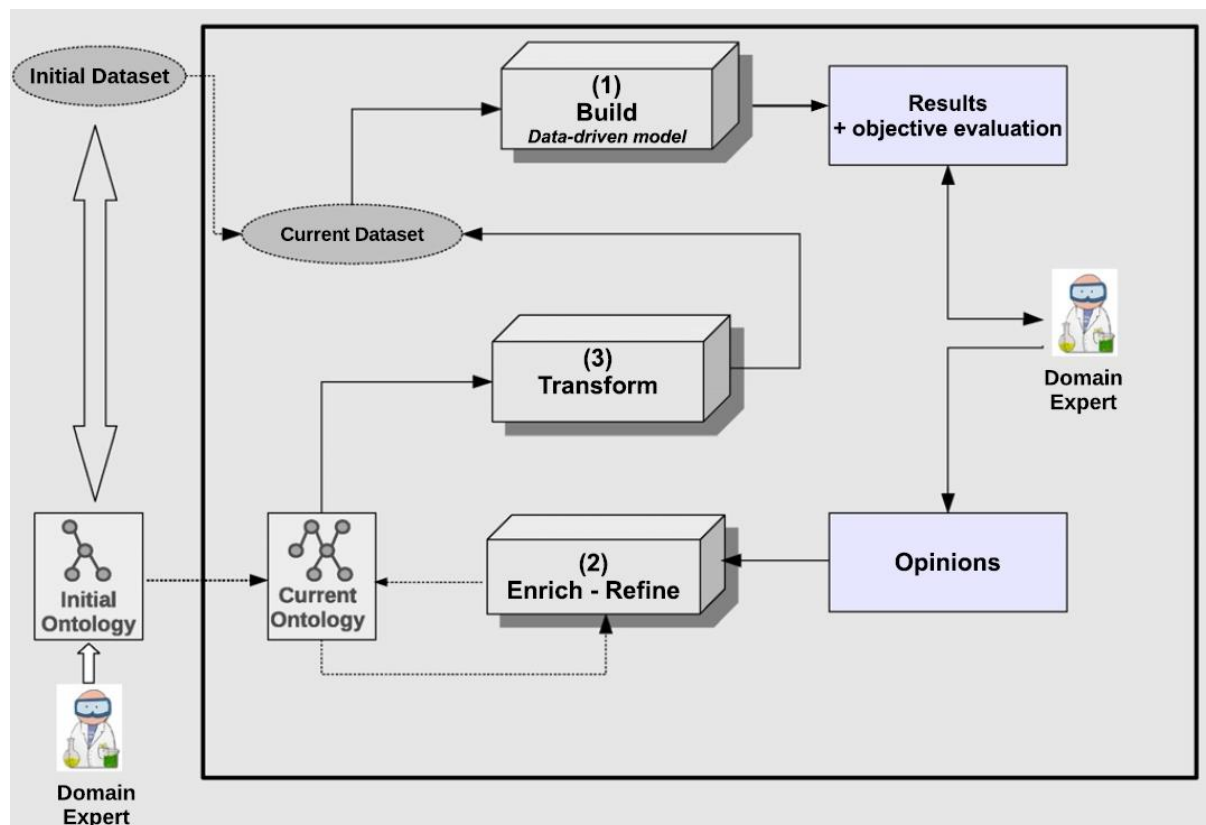 Initial Dataset
(1)
Build
Data-driven model
Results
+ objective evaluation
Current Dataset
(3)
Transform
Domain
Expert
Initial
Ontology
Current
Ontology
(2)
Enrich - Refine
Opinions
Domain
Expert